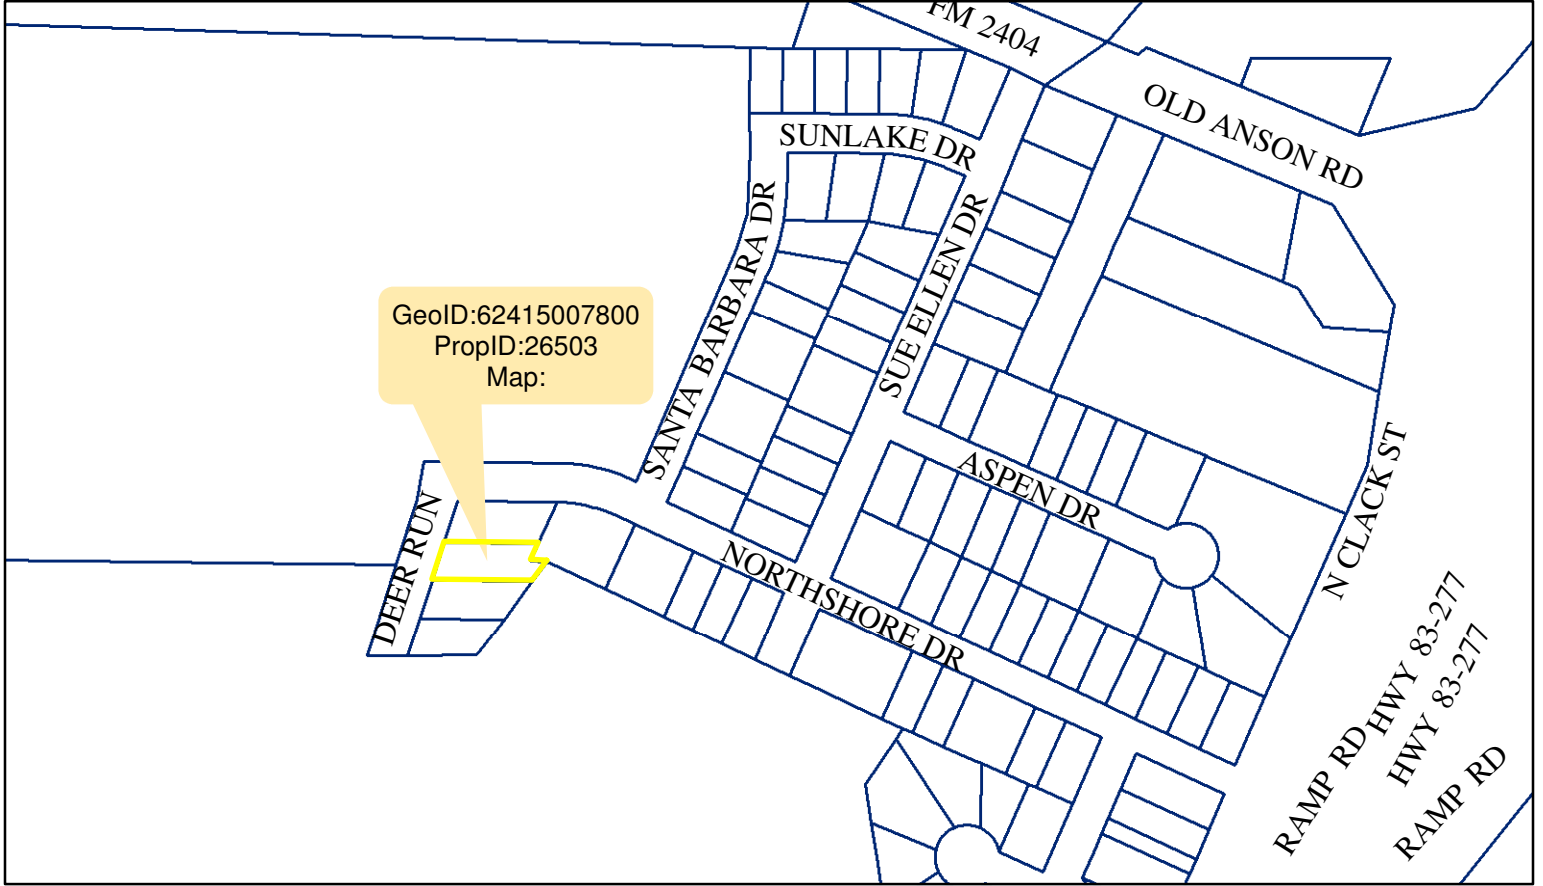 FM 2404
OLD ANSON RD
SUNLAKE DR
SANTA BARBARA DR
SUE ELLEN DR
GeoID:62415007800
PropID:26503
Map:
ASPEN DR
N CLACK ST
DEER RUN
NORTHSHORE DR
HWY 83-277
HWY 83-277
RAMP RD
RAMP RD